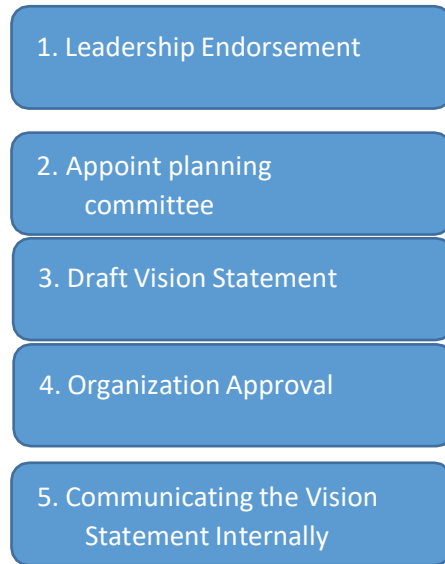 1. Leadership Endorsement
2. Appoint planning
committee
3. Draft Vision Statement
4. Organization Approval
5. Communicating the Vision
Statement Internally